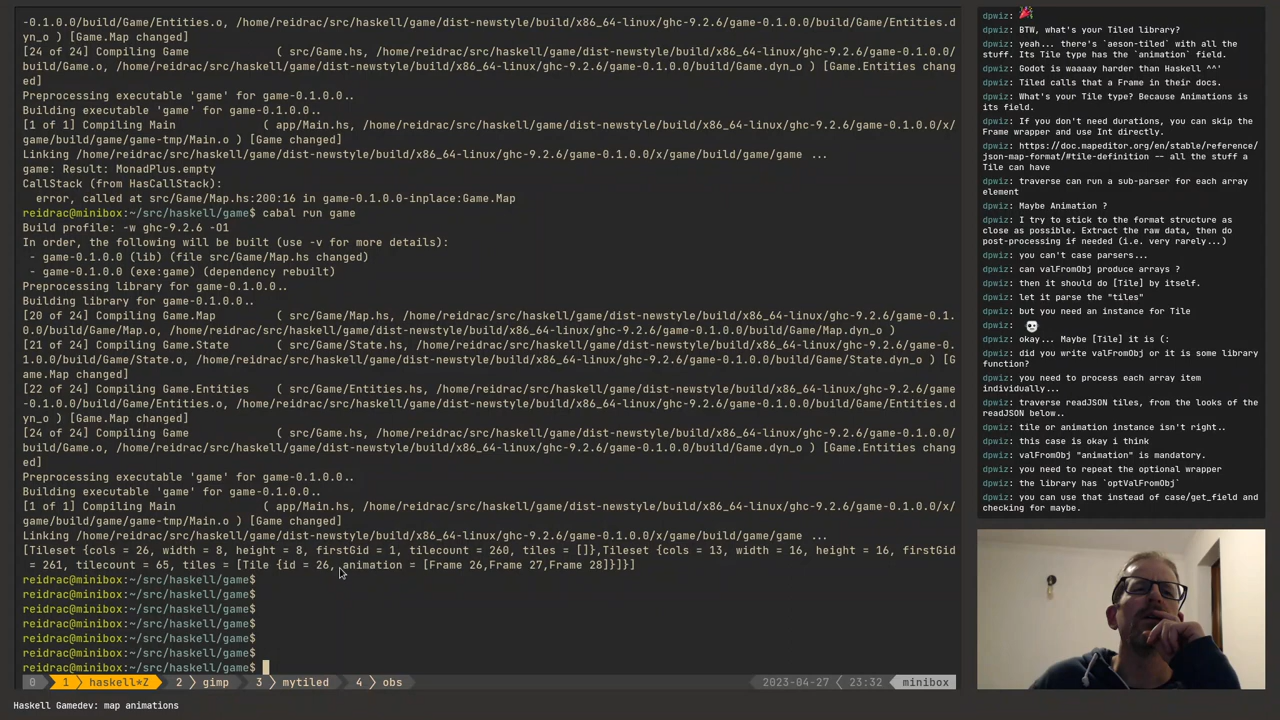 -0.1.0.0/build/Game/Entities.o, /home/reidrac/src/haskell/game/dist-newstyle/build/x86_64-linux/ghc-9.2.6/game-0.1.0.0/build/Game/Entities.d
yn_o ) [Game.Map changed]
[24 of 24] Compiling Game             ( src/Game.hs, /home/reidrac/src/haskell/game/dist-newstyle/build/x86_64-linux/ghc-9.2.6/game-0.1.0.0/
build/Game.o, /home/reidrac/src/haskell/game/dist-newstyle/build/x86_64-linux/ghc-9.2.6/game-0.1.0.0/build/Game.dyn_o ) [Game.Entities chang
ed]
Preprocessing executable 'game' for game-0.1.0.0..
Building executable 'game' for game-0.1.0.0..
[1 of 1] Compiling Main             ( app/Main.hs, /home/reidrac/src/haskell/game/dist-newstyle/build/x86_64-linux/ghc-9.2.6/game-0.1.0.0/x/
game/build/game/game-tmp/Main.o ) [Game changed]
Linking /home/reidrac/src/haskell/game/dist-newstyle/build/x86_64-linux/ghc-9.2.6/game-0.1.0.0/x/game/build/game/game ...
game: Result: MonadPlus.empty
CallStack (from HasCallStack):
  error, called at src/Game/Map.hs:200:16 in game-0.1.0.0-inplace:Game.Map
reidrac@minibox:~/src/haskell/game$ cabal run game
Build profile: -w ghc-9.2.6 -O1
In order, the following will be built (use -v for more details):
 - game-0.1.0.0 (lib) (file src/Game/Map.hs changed)
 - game-0.1.0.0 (exe:game) (dependency rebuilt)
Preprocessing library for game-0.1.0.0..
Building library for game-0.1.0.0..
[20 of 24] Compiling Game.Map         ( src/Game/Map.hs, /home/reidrac/src/haskell/game/dist-newstyle/build/x86_64-linux/ghc-9.2.6/game-0.1.
0.0/build/Game/Map.o, /home/reidrac/src/haskell/game/dist-newstyle/build/x86_64-linux/ghc-9.2.6/game-0.1.0.0/build/Game/Map.dyn_o )
[21 of 24] Compiling Game.State       ( src/Game/State.hs, /home/reidrac/src/haskell/game/dist-newstyle/build/x86_64-linux/ghc-9.2.6/game-0.
1.0.0/build/Game/State.o, /home/reidrac/src/haskell/game/dist-newstyle/build/x86_64-linux/ghc-9.2.6/game-0.1.0.0/build/Game/State.dyn_o ) [G
ame.Map changed]
[22 of 24] Compiling Game.Entities    ( src/Game/Entities.hs, /home/reidrac/src/haskell/game/dist-newstyle/build/x86_64-linux/ghc-9.2.6/game
-0.1.0.0/build/Game/Entities.o, /home/reidrac/src/haskell/game/dist-newstyle/build/x86_64-linux/ghc-9.2.6/game-0.1.0.0/build/Game/Entities.d
yn_o ) [Game.Map changed]
[24 of 24] Compiling Game             ( src/Game.hs, /home/reidrac/src/haskell/game/dist-newstyle/build/x86_64-linux/ghc-9.2.6/game-0.1.0.0/
build/Game.o, /home/reidrac/src/haskell/game/dist-newstyle/build/x86_64-linux/ghc-9.2.6/game-0.1.0.0/build/Game.dyn_o ) [Game.Entities chang
ed]
Preprocessing executable 'game' for game-0.1.0.0..
Building executable 'game' for game-0.1.0.0..
[1 of 1] Compiling Main             ( app/Main.hs, /home/reidrac/src/haskell/game/dist-newstyle/build/x86_64-linux/ghc-9.2.6/game-0.1.0.0/x/
game/build/game/game-tmp/Main.o ) [Game changed]
Linking /home/reidrac/src/haskell/game/dist-newstyle/build/x86_64-linux/ghc-9.2.6/game-0.1.0.0/x/game/build/game/game ...
[Tileset {cols = 26, width = 8, height = 8, firstGid = 1, tilecount = 260, tiles = []},Tileset {cols = 13, width = 16, height = 16, firstGid
 = 261, tilecount = 65, tiles = [Tile {id = 26, animation = [Frame 26,Frame 27,Frame 28]}]}]
reidrac@minibox:~/src/haskell/game$
reidrac@minibox:~/src/haskell/game$
reidrac@minibox:~/src/haskell/game$
reidrac@minibox:~/src/haskell/game$
reidrac@minibox:~/src/haskell/game$
reidrac@minibox:~/src/haskell/game$
reidrac@minibox:~/src/haskell/game$
0 1 haskell*Z 2 gimp 3 mytiled 4 obs 2023-04-27 23:32 minibox
Haskell Gamedev: map animations
dpwiz: 🎉
dpwiz: BTW, what's your Tiled library?
dpwiz: yeah... there's `aeson-tiled` with all the
stuff. Its Tile type has the `animation` field.
dpwiz: Godot is waaaay harder than Haskell ^^'
dpwiz: Tiled calls that a Frame in their docs.
dpwiz: What's your Tile type? Because Animations is
its field.
dpwiz: If you don't need durations, you can skip the
Frame wrapper and use Int directly.
dpwiz: https://doc.mapeditor.org/en/stable/reference/
json-map-format/#tile-definition -- all the stuff a
Tile can have
dpwiz: traverse can run a sub-parser for each array
element
dpwiz: Maybe Animation ?
dpwiz: I try to stick to the format structure as
close as possible. Extract the raw data, then do
post-processing if needed (i.e. very rarely...)
dpwiz: you can't case parsers...
dpwiz: can valFromObj produce arrays ?
dpwiz: then it should do [Tile] by itself.
dpwiz: let it parse the "tiles"
dpwiz: but you need an instance for Tile
dpwiz: 💀
dpwiz: okay... Maybe [Tile] it is (:
dpwiz: did you write valFromObj or it is some library
function?
dpwiz: you need to process each array item
individually...
dpwiz: traverse readJSON tiles, from the looks of the
readJSON below..
dpwiz: tile or animation instance isn't right..
dpwiz: this case is okay i think
dpwiz: valFromObj "animation" is mandatory.
dpwiz: you need to repeat the optional wrapper
dpwiz: the library has `optValFromObj`
dpwiz: you can use that instead of case/get_field and
checking for maybe.